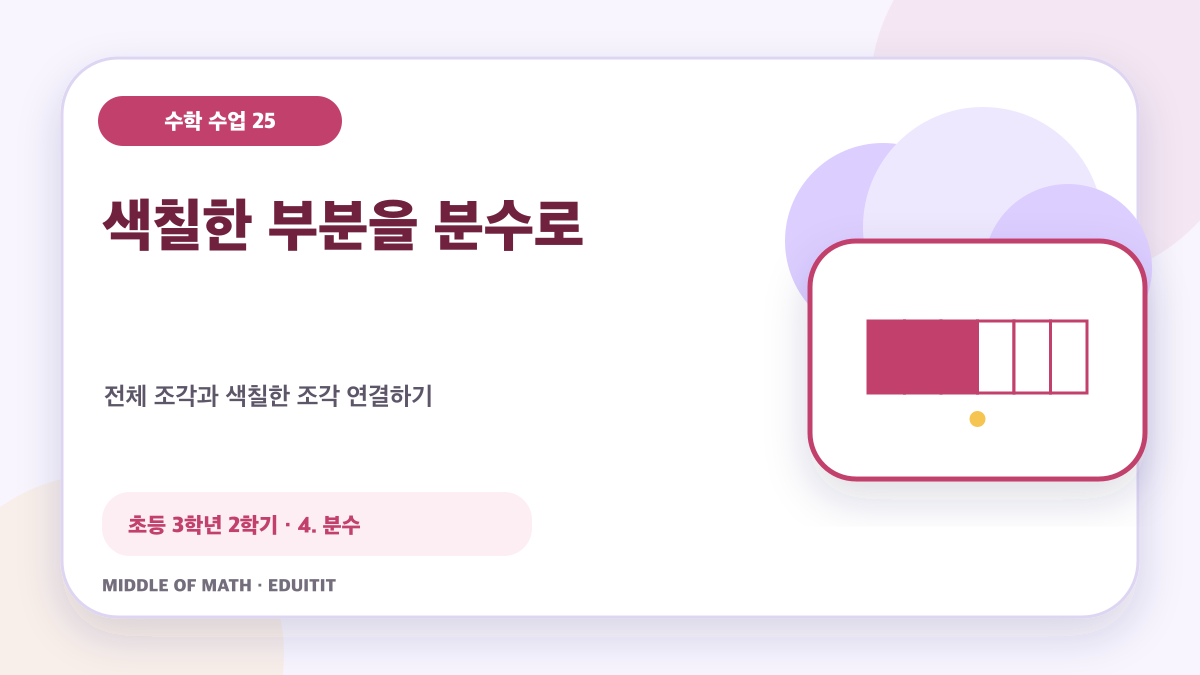 수학 수업 25
색칠한 부분을 분수로
전체 조각과 색칠한 조각 연결하기
초등 3학년 2학기 · 4. 분수
MIDDLE OF MATH · EDUITIT